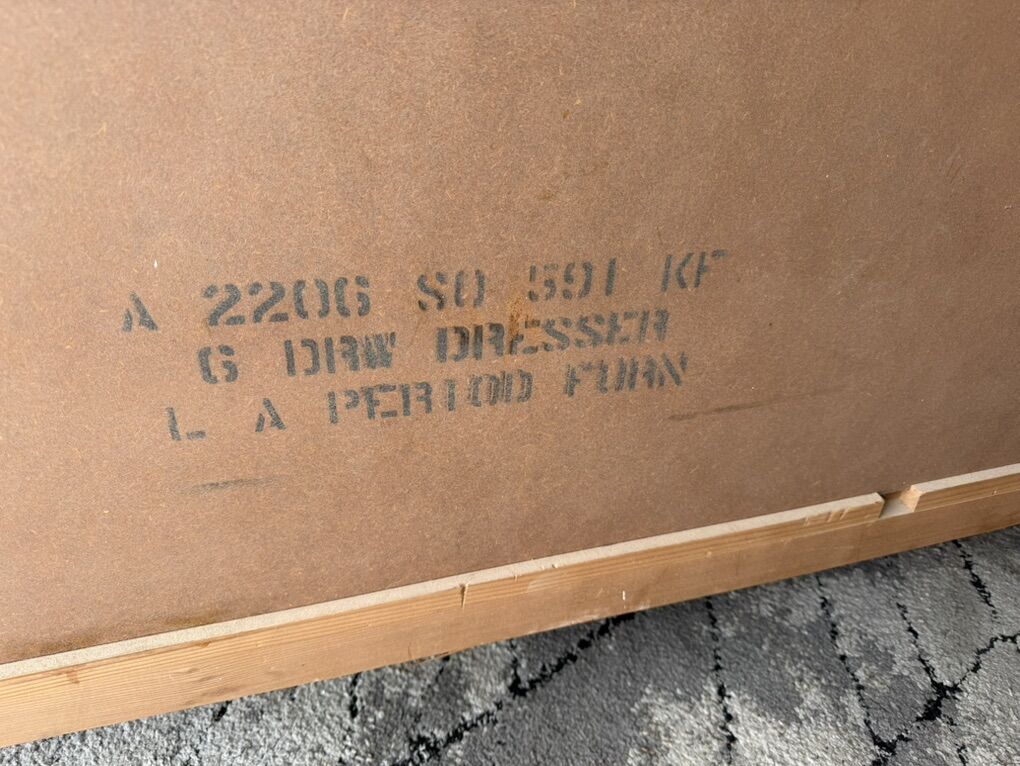 A 2206 SO 591 KF
6 DRW DRESSER
L A PERIOD FURN